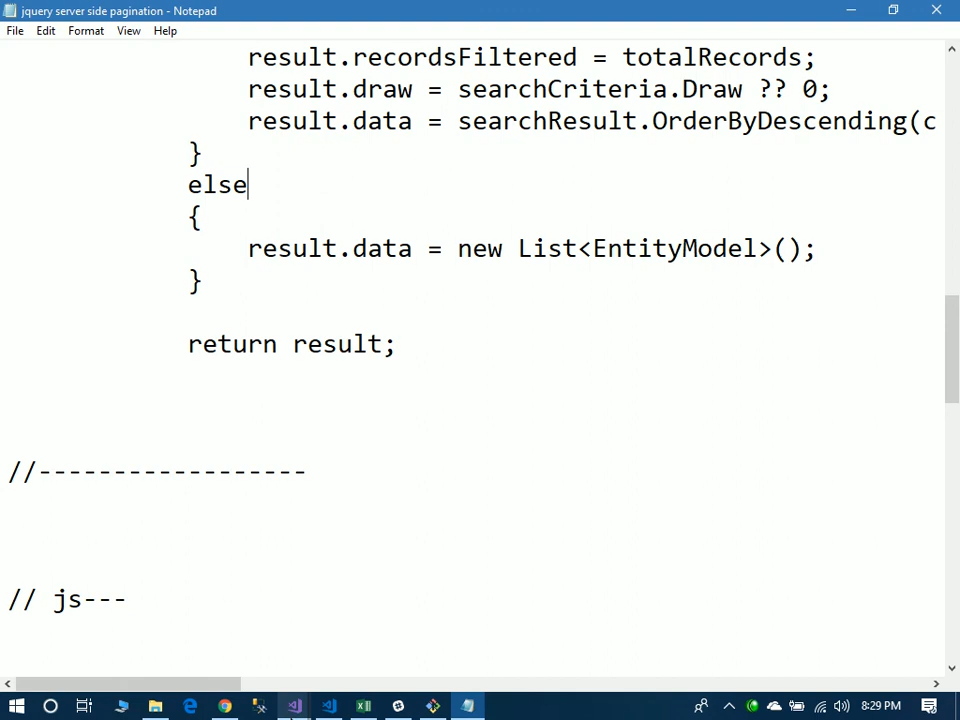 jquery server side pagination - Notepad
File Edit Format View Help
result.recordsFiltered = totalRecords;
result.draw = searchCriteria.Draw ?? 0;
result.data = searchResult.OrderByDescending(c
}
else
{
result.data = new List<EntityModel>();
}
return result;
//------------------
// js---
8:29 PM